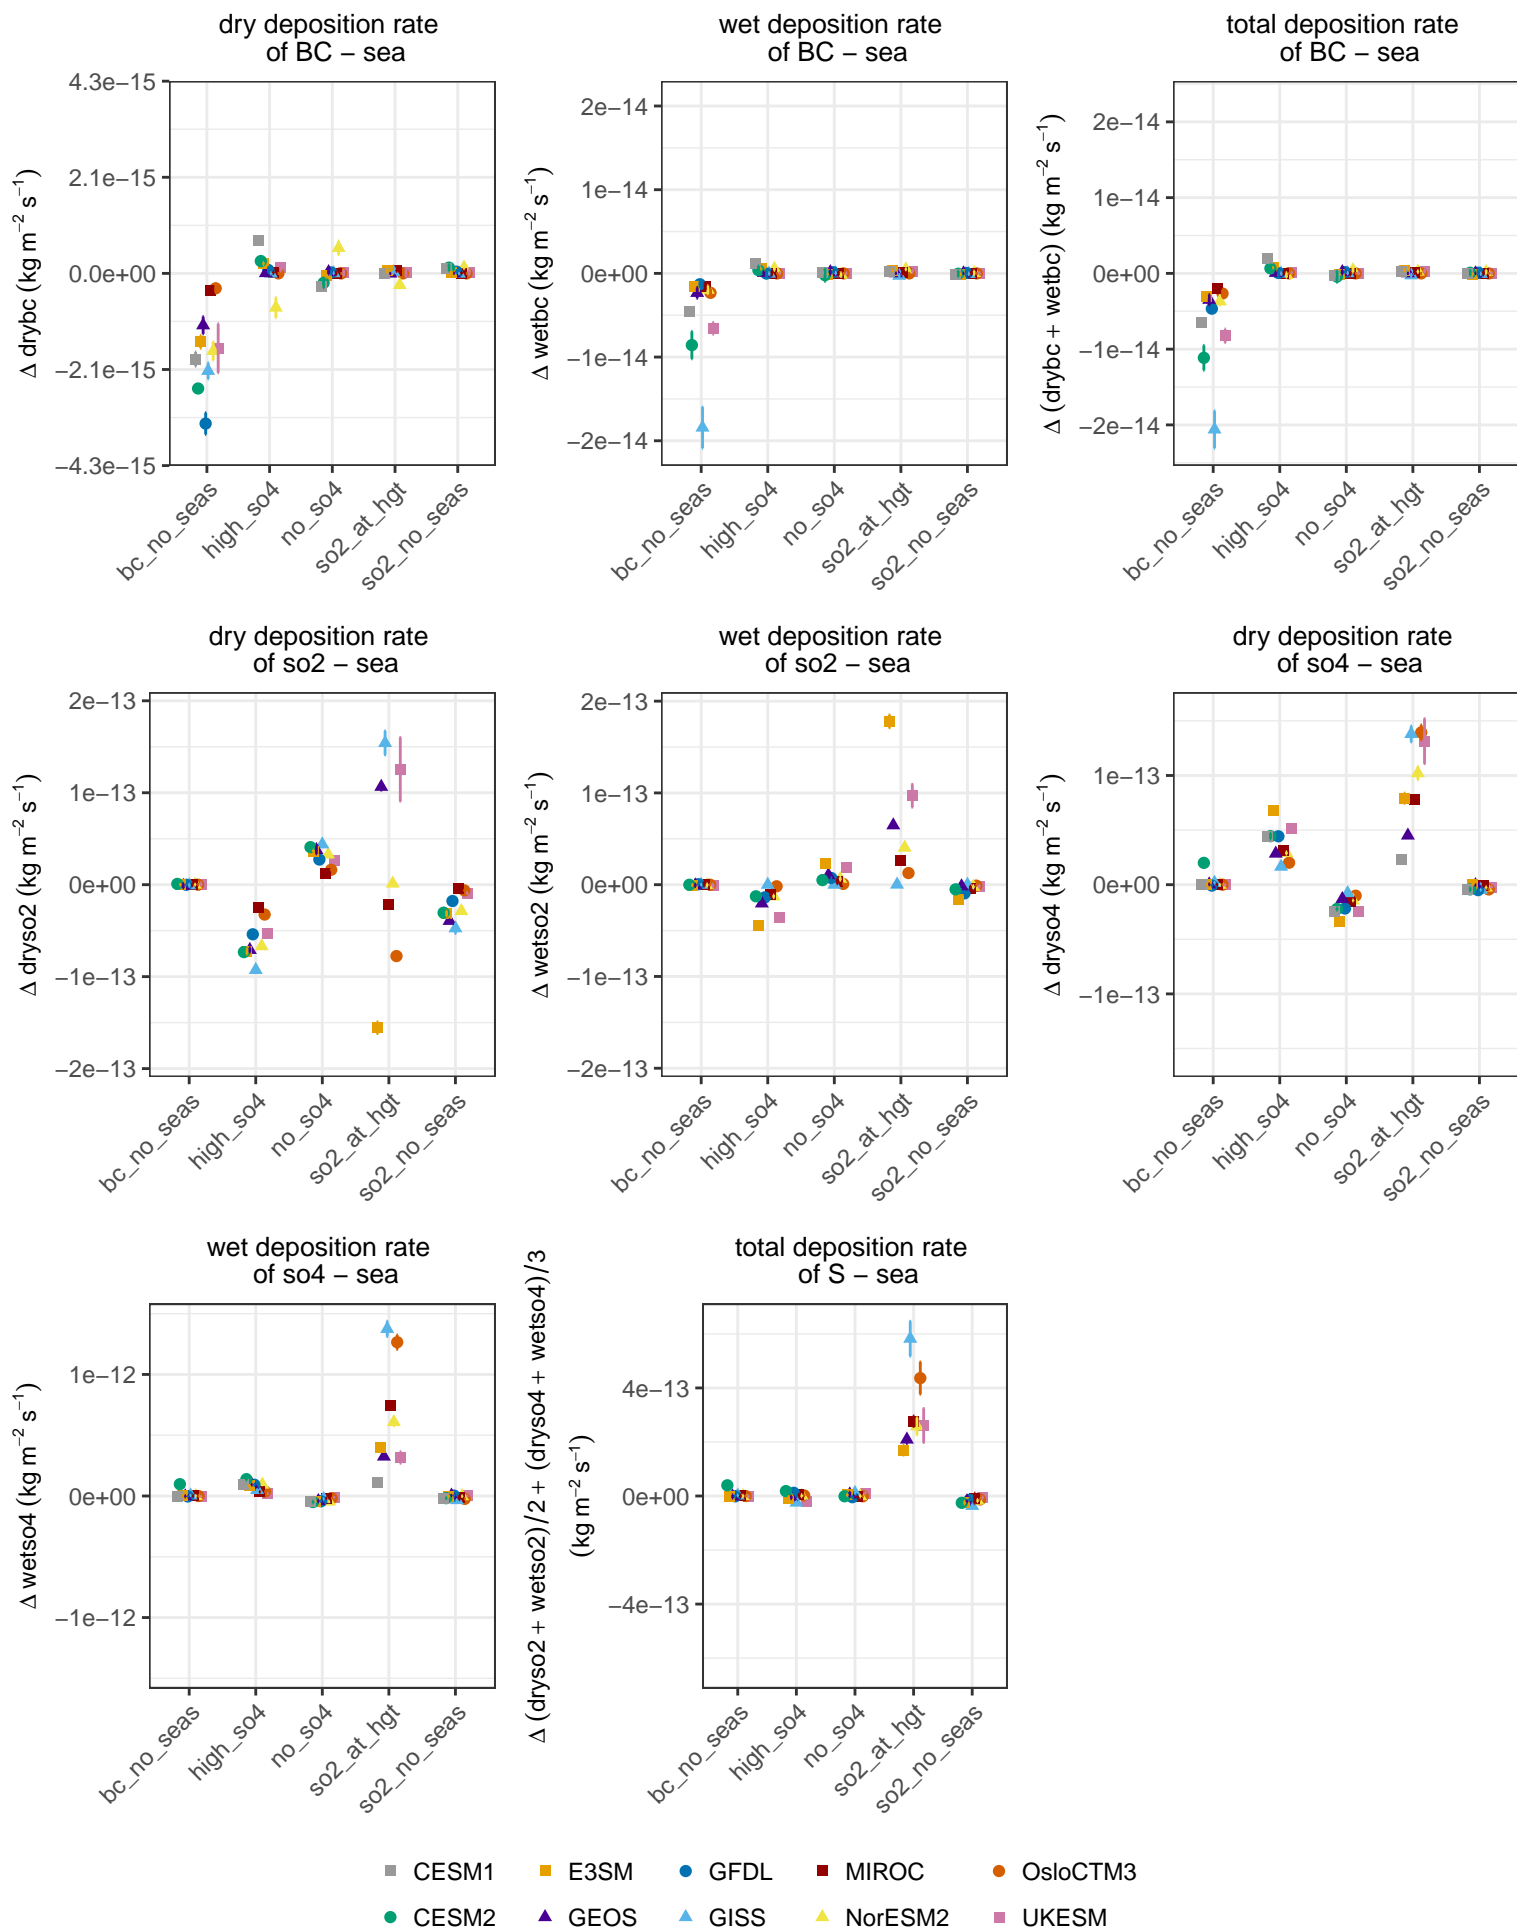 dry deposition rate
of BC – sea
Δ drybc (kg m−2 s−1)
4.3e−15
2.1e−15
0.0e+00
−2.1e−15
−4.3e−15
bc_no_seas
high_so4
no_so4
so2_at_hgt
so2_no_seas
wet deposition rate
of BC – sea
Δ wetbc (kg m−2 s−1)
2e−14
1e−14
0e+00
−1e−14
−2e−14
bc_no_seas
high_so4
no_so4
so2_at_hgt
so2_no_seas
total deposition rate
of BC – sea
Δ (drybc + wetbc) (kg m−2 s−1)
2e−14
1e−14
0e+00
−1e−14
−2e−14
bc_no_seas
high_so4
no_so4
so2_at_hgt
so2_no_seas
dry deposition rate
of so2 – sea
Δ dryso2 (kg m−2 s−1)
2e−13
1e−13
0e+00
−1e−13
−2e−13
bc_no_seas
high_so4
no_so4
so2_at_hgt
so2_no_seas
wet deposition rate
of so2 – sea
Δ wetso2 (kg m−2 s−1)
2e−13
1e−13
0e+00
−1e−13
−2e−13
bc_no_seas
high_so4
no_so4
so2_at_hgt
so2_no_seas
dry deposition rate
of so4 – sea
Δ dryso4 (kg m−2 s−1)
1e−13
0e+00
−1e−13
bc_no_seas
high_so4
no_so4
so2_at_hgt
so2_no_seas
wet deposition rate
of so4 – sea
Δ wetso4 (kg m−2 s−1)
1e−12
0e+00
−1e−12
bc_no_seas
high_so4
no_so4
so2_at_hgt
so2_no_seas
total deposition rate
of S – sea
Δ (dryso2 + wetso2)/2 + (dryso4 + wetso4)/3
(kg m−2 s−1)
4e−13
0e+00
−4e−13
bc_no_seas
high_so4
no_so4
so2_at_hgt
so2_no_seas
CESM1 E3SM GFDL MIROC OsloCTM3
CESM2 GEOS GISS NorESM2 UKESM